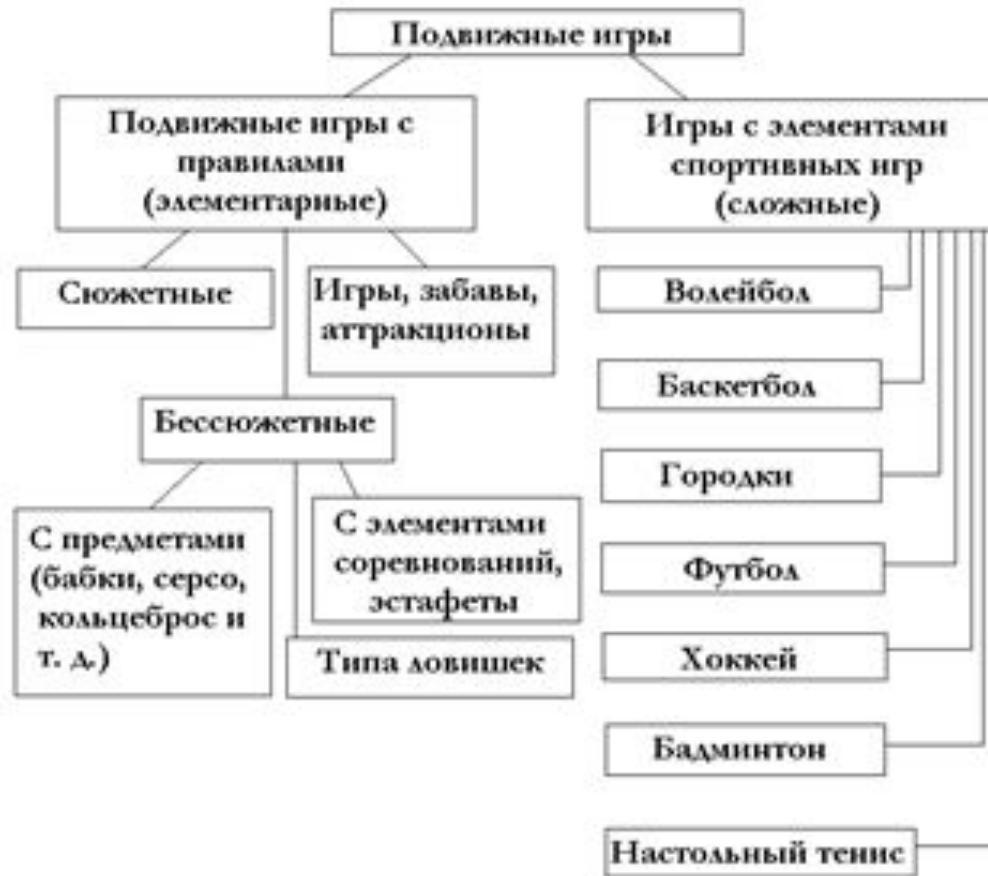 Подвижные игры
Подвижные игры с
правилами
(элементарные)
Игры с элементами
спортивных игр
(сложные)
Сюжетные
Игры, забавы,
аттракционы
Бессюжетные
С предметами
(бабки, серсо,
кольцеброс и
т. д.)
С элементами
соревнований,
эстафеты
Типа ловишек
Волейбол
Баскетбол
Городки
Футбол
Хоккей
Бадминтон
Настольный тенис